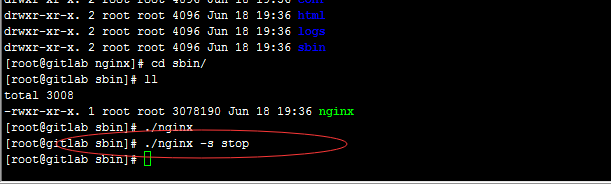 drwxr-xr-x. 2 root root 4096 Jun 18 19:36 conf
drwxr-xr-x. 2 root root 4096 Jun 18 19:36 html
drwxr-xr-x. 2 root root 4096 Jun 18 19:36 logs
drwxr-xr-x. 2 root root 4096 Jun 18 19:36 sbin
[root@gitlab nginx]# cd sbin/
[root@gitlab sbin]# ll
total 3008
-rwxr-xr-x. 1 root root 3078190 Jun 18 19:36 nginx
[root@gitlab sbin]# ./nginx
[root@gitlab sbin]# ./nginx -s stop
[root@gitlab sbin]#